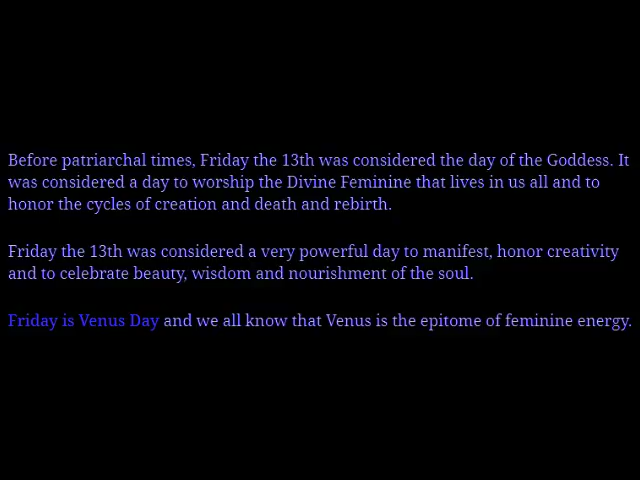 Before patriarchal times, Friday the 13th was considered the day of the Goddess. It
was considered a day to worship the Divine Feminine that lives in us all and to
honor the cycles of creation and death and rebirth.
Friday the 13th was considered a very powerful day to manifest, honor creativity
and to celebrate beauty, wisdom and nourishment of the soul.
Friday is Venus Day and we all know that Venus is the epitome of feminine energy.